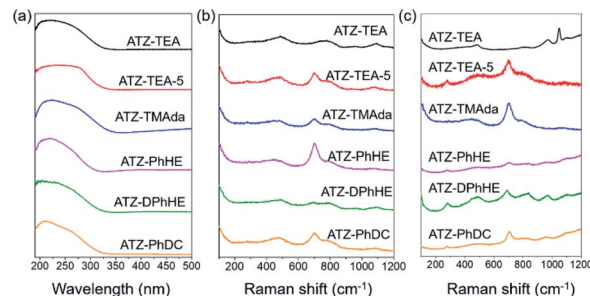 (a)
ATZ-TEA
ATZ-TEA-5
ATZ-TMAda
ATZ-PhHE
ATZ-DPhHE
ATZ-PhDC
200 250 300 350 400 450 500
Wavelength (nm)
(b)
ATZ-TEA
ATZ-TEA-5
ATZ-TMAda
ATZ-PhHE
ATZ-DPhHE
ATZ-PhDC
200 400 600 800 1000 1200
Raman shift (cm-1)
(c)
ATZ-TEA
ATZ-TEA-5
ATZ-TMAda
ATZ-PhHE
ATZ-DPhHE
ATZ-PhDC
200 400 600 800 1000 1200
Raman shift (cm-1)